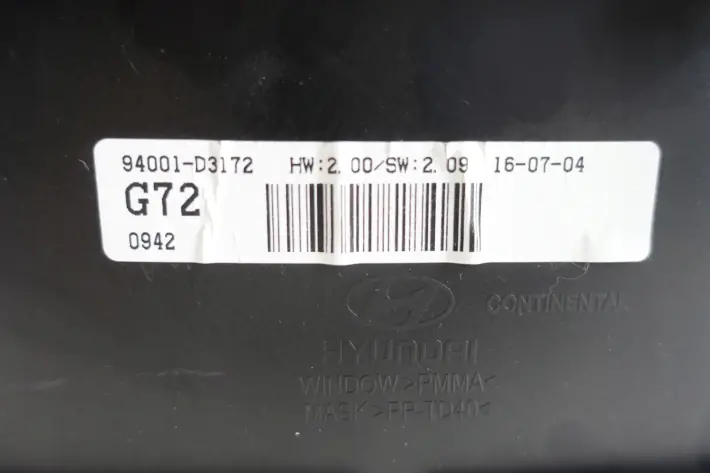 94001-D3172 HW:2.00/SW:2.09 16-07-04
G72
0942
CONTINENTAL
HYUNDAI
WINDOW>PMMA<
MASK>PP-TD40<